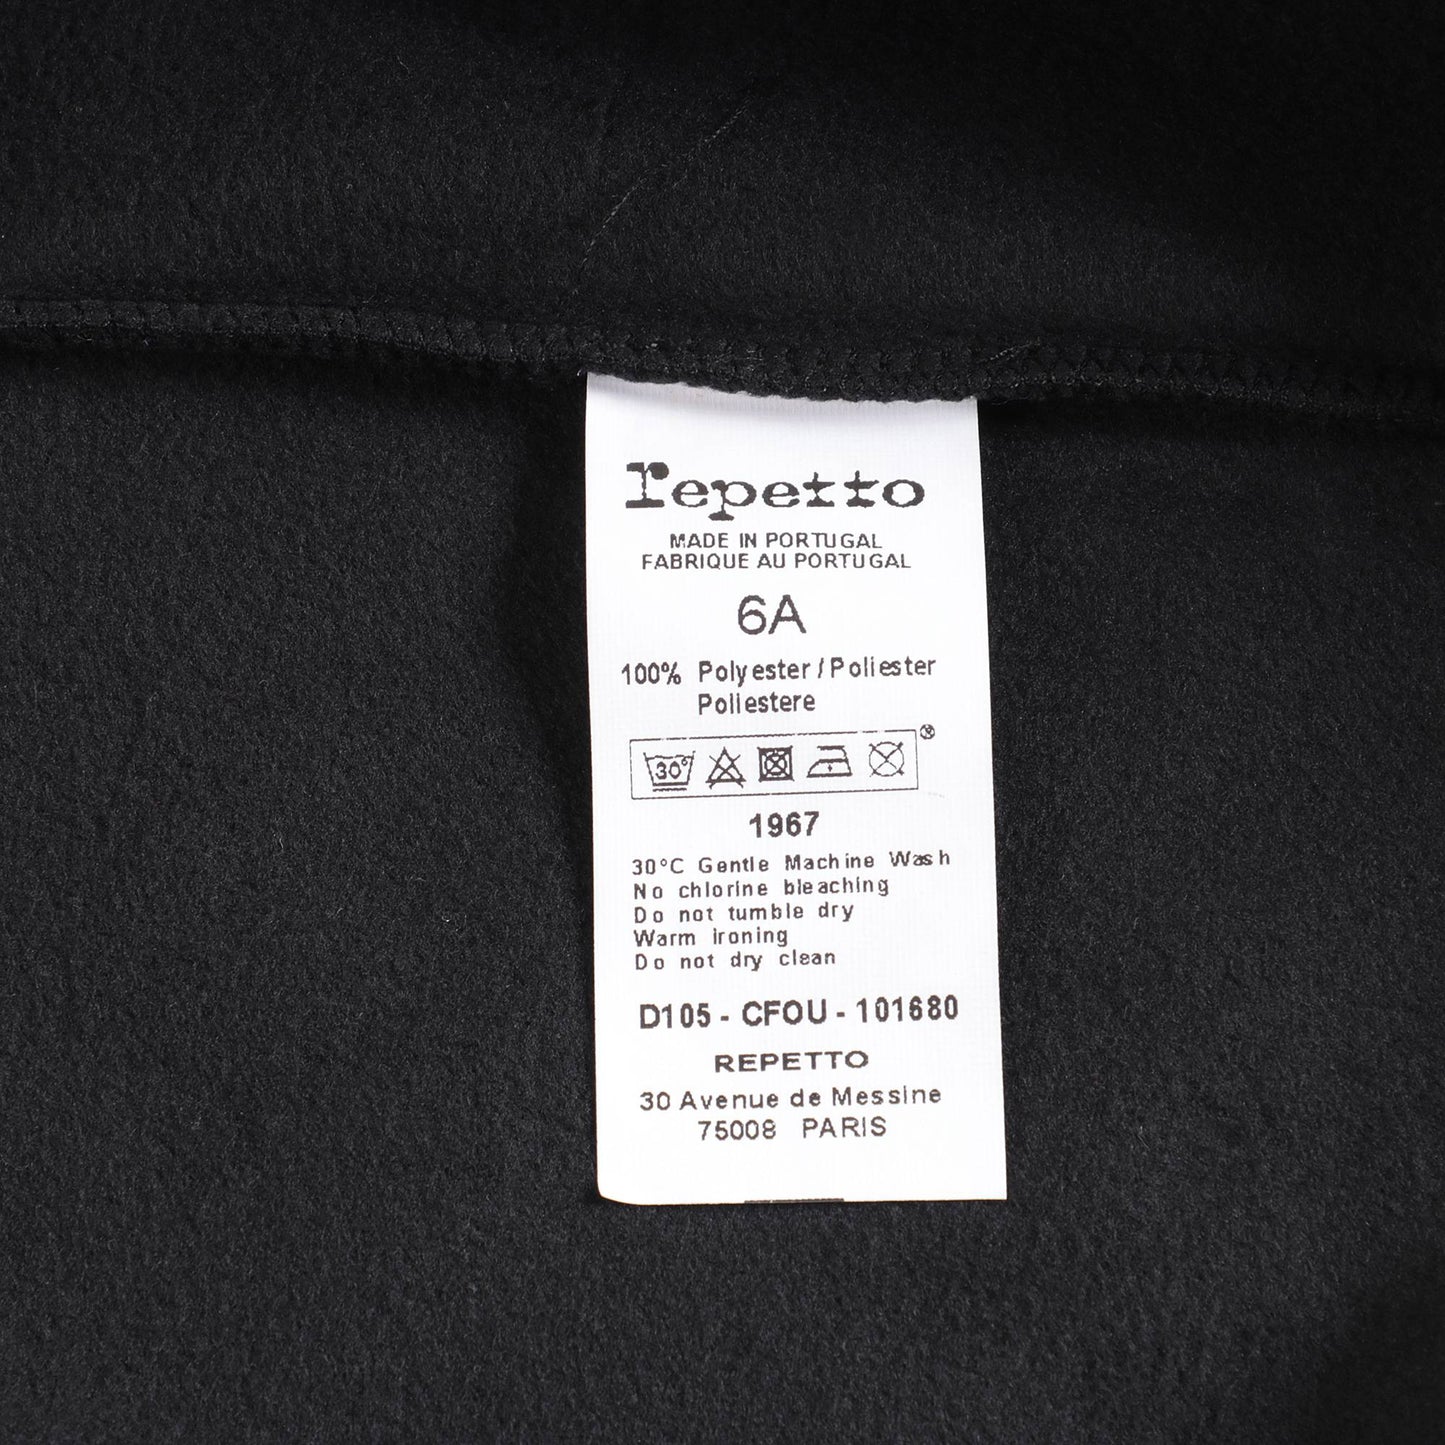 repetto
MADE IN PORTUGAL
FABRIQUE AU PORTUGAL
6A
100% Polyester / Poliester
Poliestere
30°
1967
30°C Gentle Machine Wash
No chlorine bleaching
Do not tumble dry
Warm ironing
Do not dry clean
D105 - CFOU - 101680
REPETTO
30 Avenue de Messine
75008 PARIS